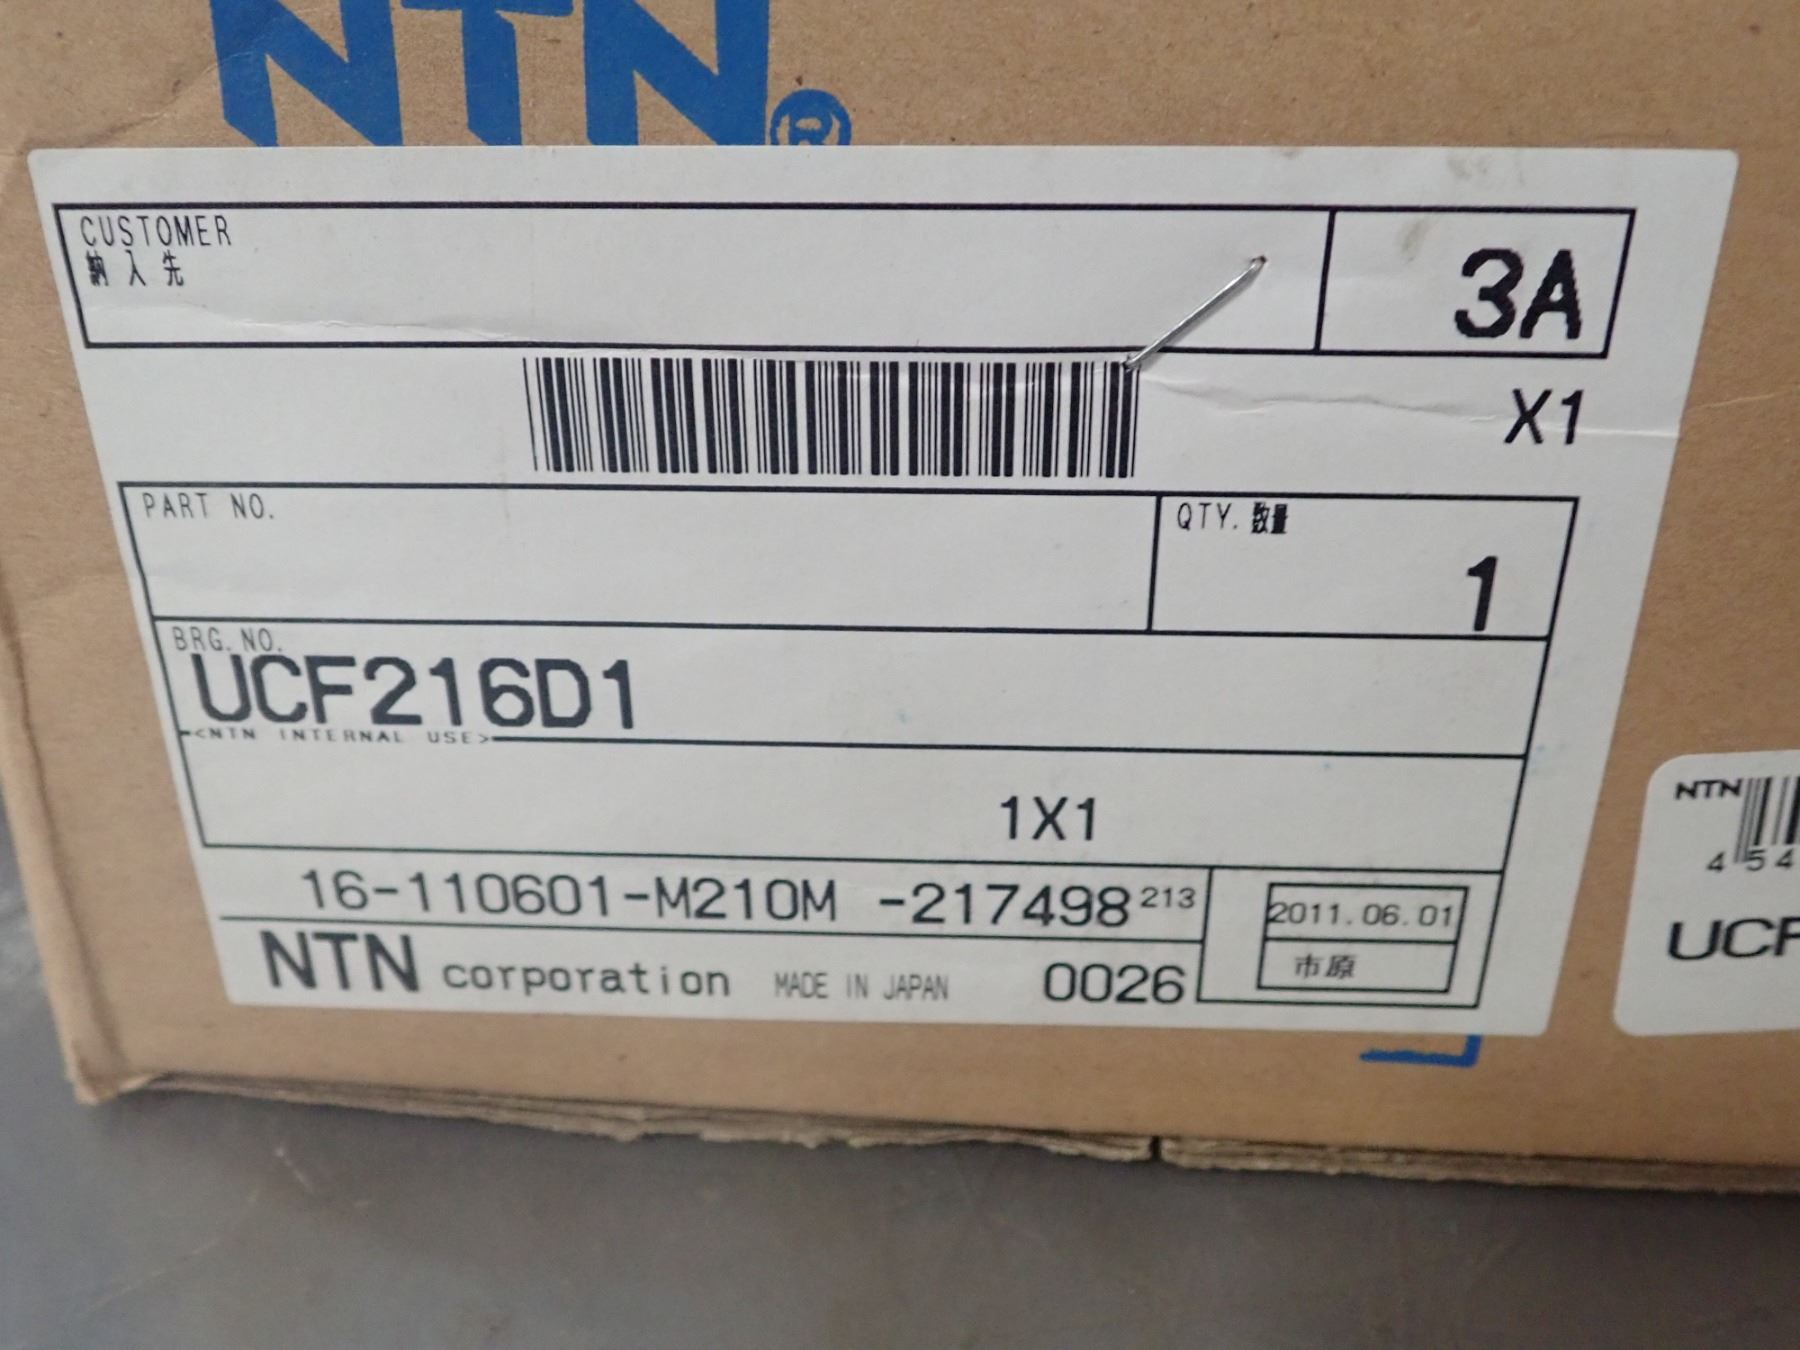 NTN®
CUSTOMER
納入先
3A
X1
PART NO.
QTY. 数量
1
BRG. NO.
UCF216D1
<NTN INTERNAL USE>
1X1
16-110601-M210M -217498 213
2011.06.01
市原
NTN corporation MADE IN JAPAN 0026
NTN
4 54
UCF